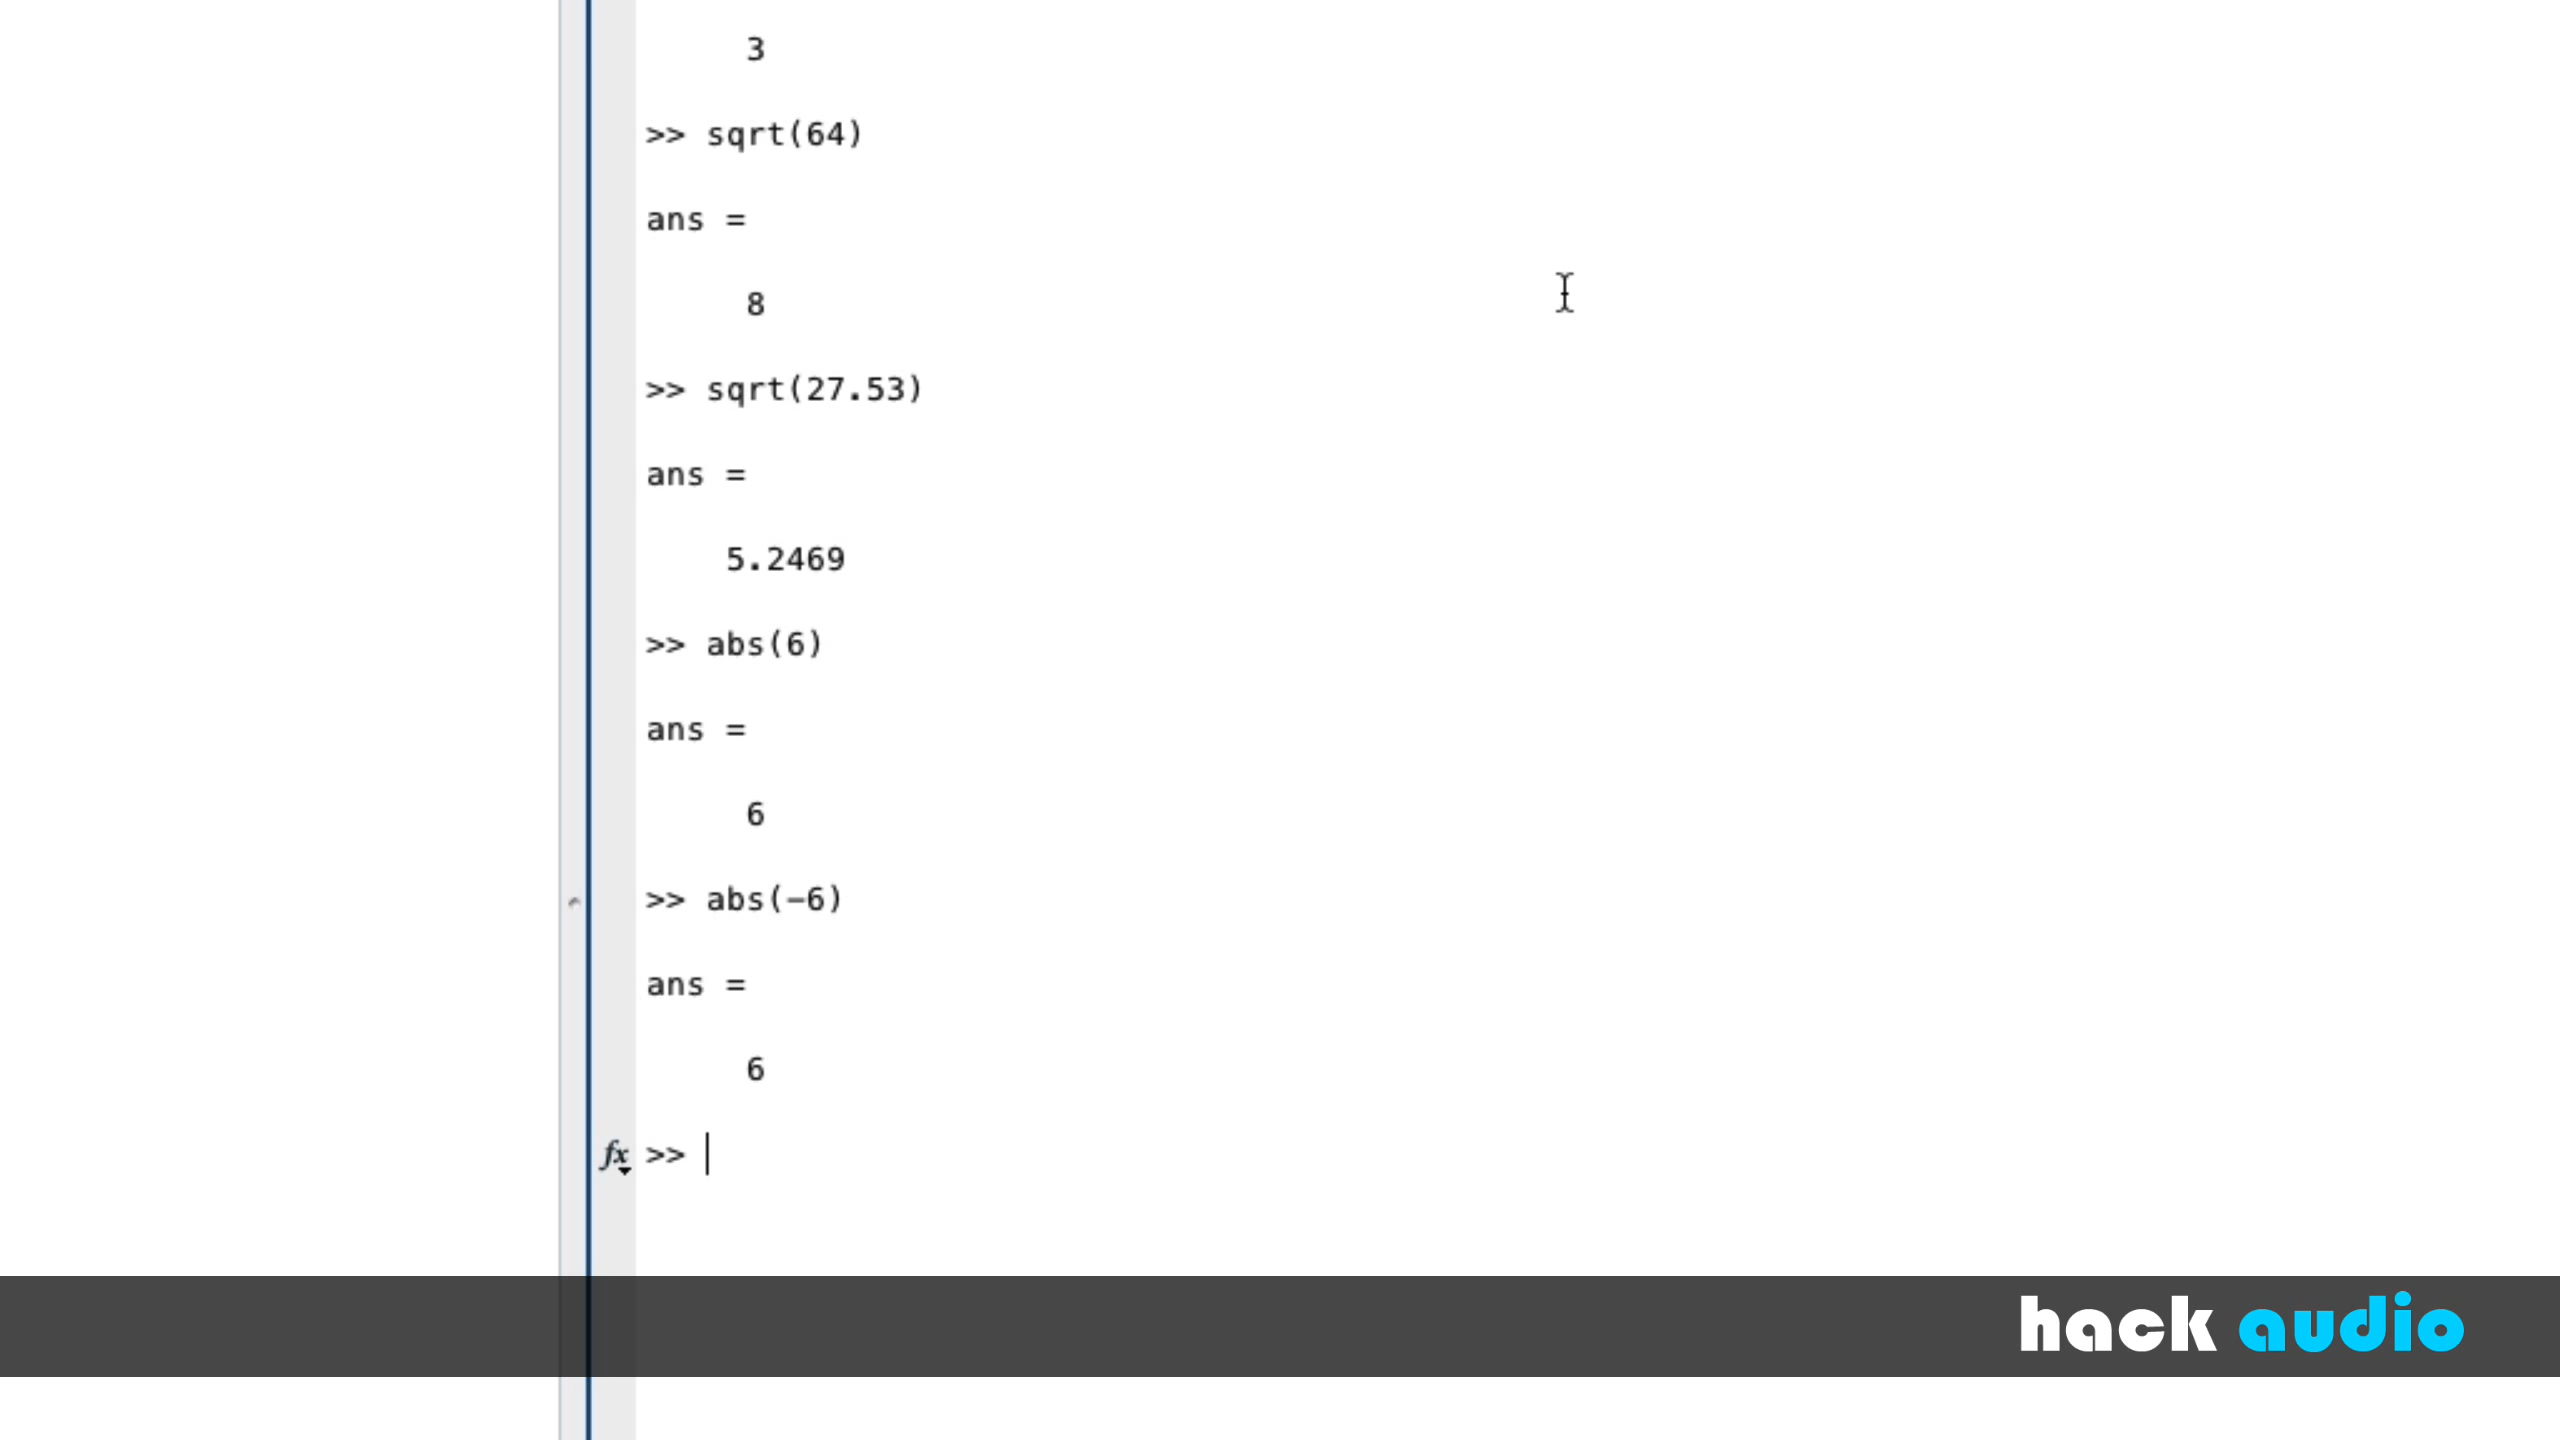 3
>> sqrt(64)
ans =
8
>> sqrt(27.53)
ans =
5.2469
>> abs(6)
ans =
6
>> abs(-6)
ans =
6
fx >>
hack audio